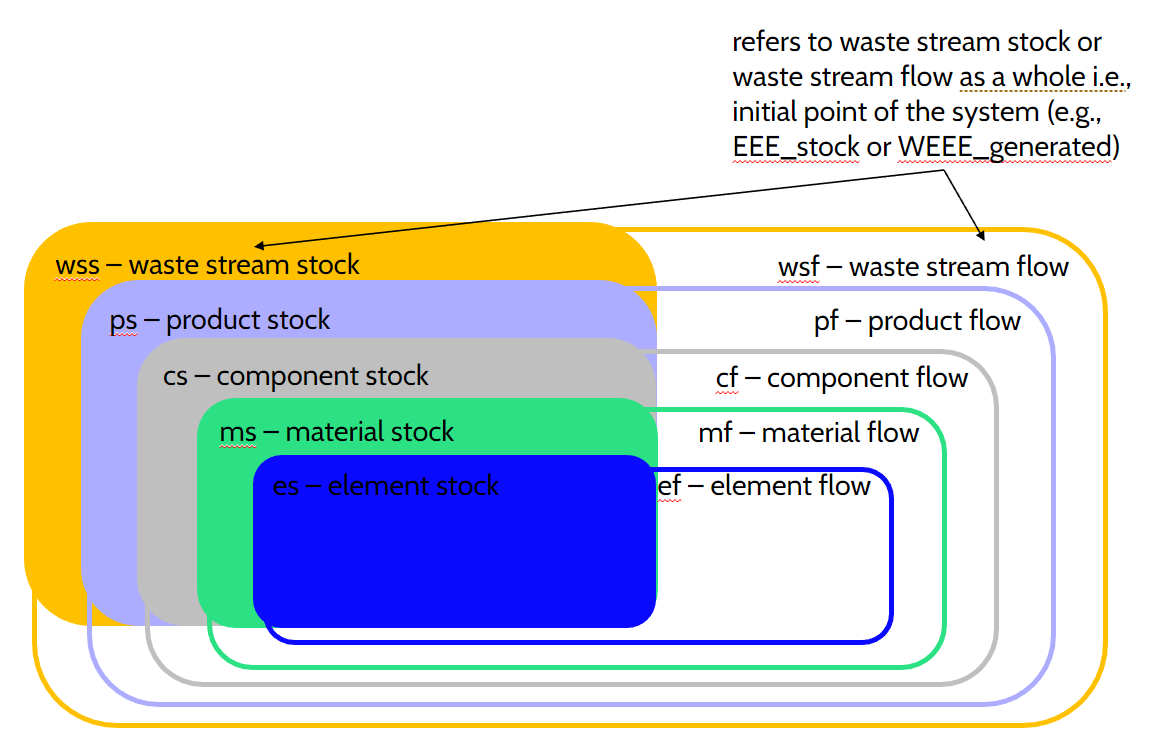 refers to waste stream stock or
waste stream flow as a whole i.e.,
initial point of the system (e.g.,
EEE_stock or WEEE_generated)
wss – waste stream stock
wsf – waste stream flow
ps – product stock
pf – product flow
cs – component stock
cf – component flow
ms – material stock
mf – material flow
es – element stock
ef – element flow